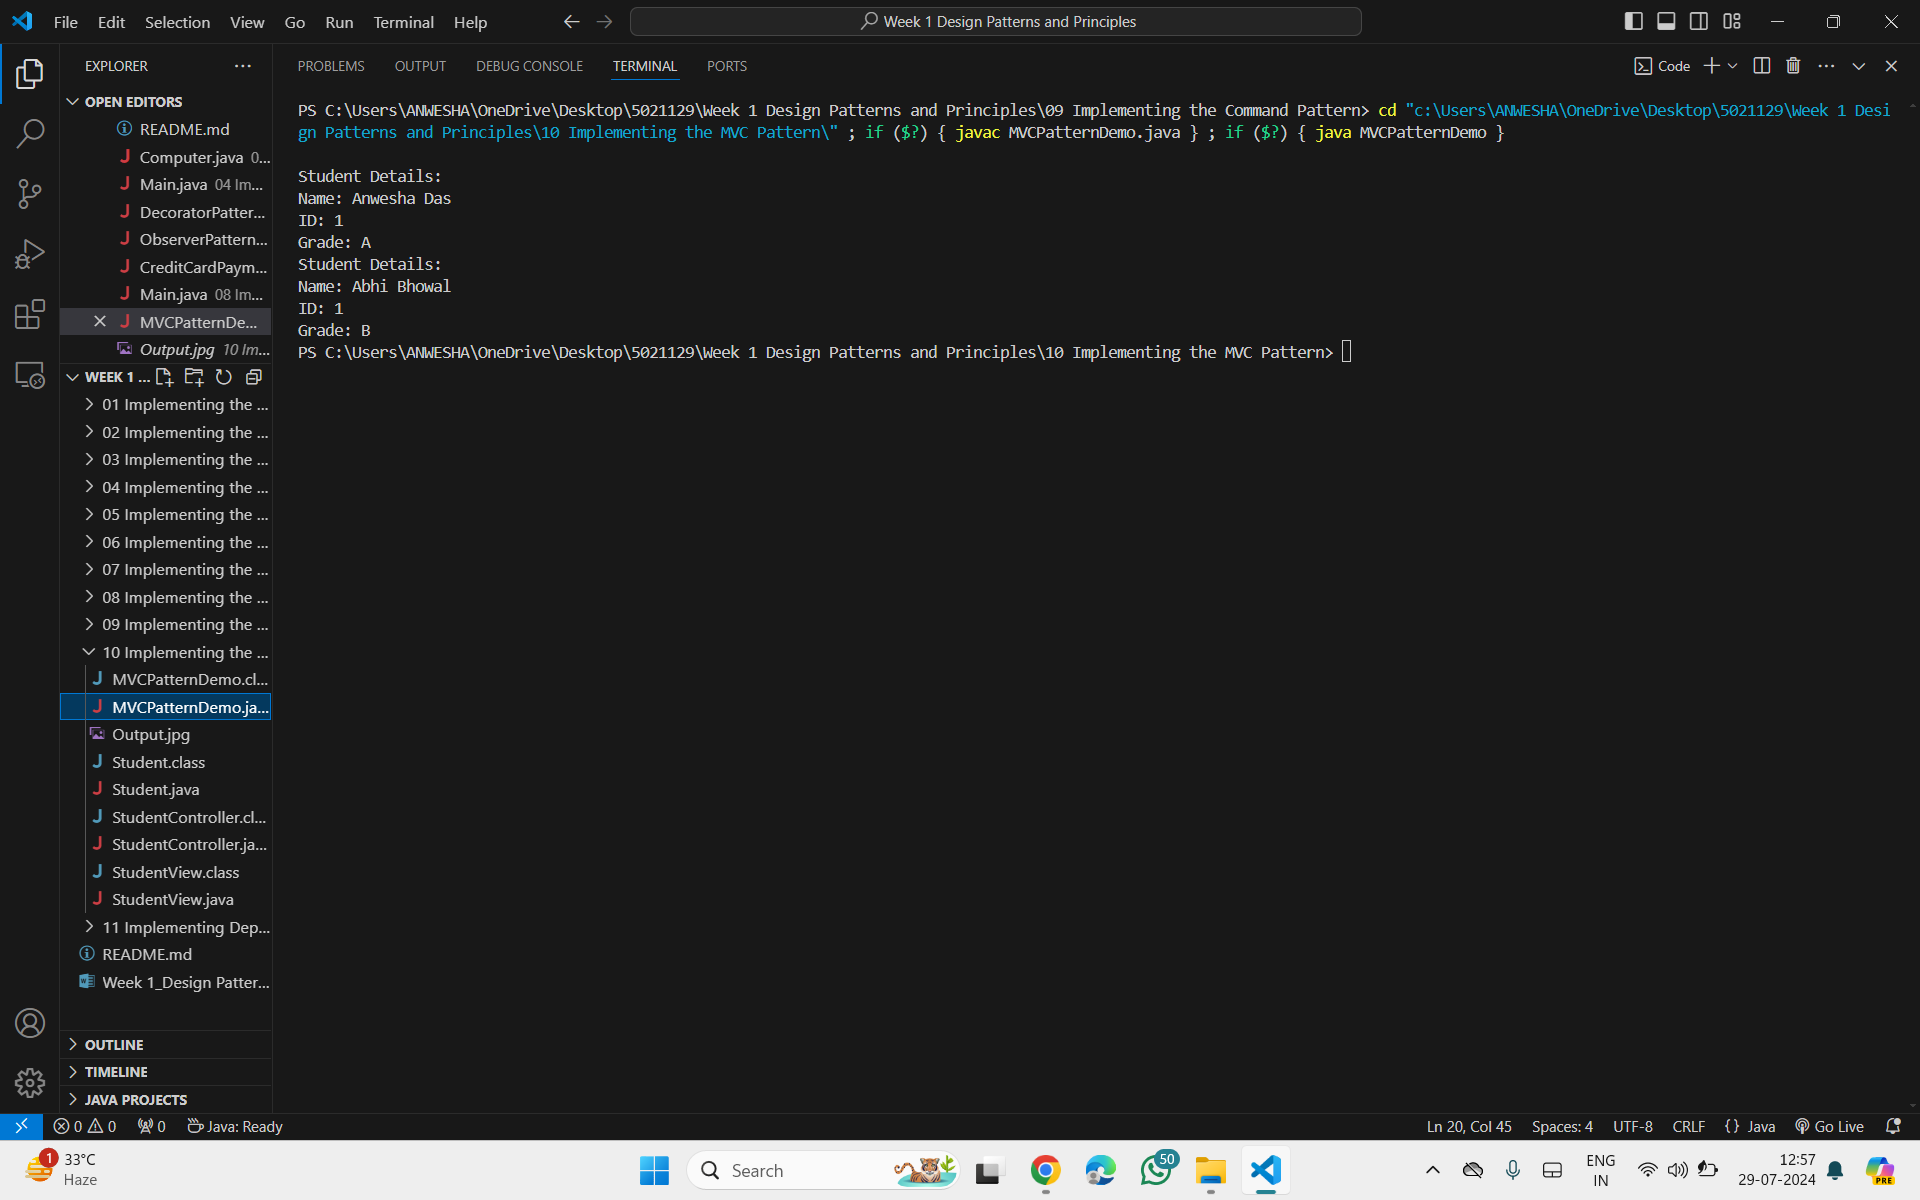 File Edit Selection View Go Run Terminal Help
Week 1 Design Patterns and Principles
EXPLORER
OPEN EDITORS
README.md
Computer.java 0...
Main.java 04 Im...
DecoratorPatter...
ObserverPattern...
CreditCardPaym...
Main.java 08 Im...
MVCPatternDe...
Output.jpg 10 Im...
WEEK 1 ...
01 Implementing the ...
02 Implementing the ...
03 Implementing the ...
04 Implementing the ...
05 Implementing the ...
06 Implementing the ...
07 Implementing the ...
08 Implementing the ...
09 Implementing the ...
10 Implementing the ...
MVCPatternDemo.cl...
MVCPatternDemo.ja...
Output.jpg
Student.class
Student.java
StudentController.cl...
StudentController.ja...
StudentView.class
StudentView.java
11 Implementing Dep...
README.md
Week 1_Design Patter...
OUTLINE
TIMELINE
JAVA PROJECTS
PROBLEMS OUTPUT DEBUG CONSOLE TERMINAL PORTS
Code
PS C:\Users\ANWESHA\OneDrive\Desktop\5021129\Week 1 Design Patterns and Principles\09 Implementing the Command Pattern> cd "c:\Users\ANWESHA\OneDrive\Desktop\5021129\Week 1 Desi
gn Patterns and Principles\10 Implementing the MVC Pattern\" ; if ($?) { javac MVCPatternDemo.java } ; if ($?) { java MVCPatternDemo }
Student Details:
Name: Anwesha Das
ID: 1
Grade: A
Student Details:
Name: Abhi Bhowal
ID: 1
Grade: B
PS C:\Users\ANWESHA\OneDrive\Desktop\5021129\Week 1 Design Patterns and Principles\10 Implementing the MVC Pattern>
0 0 0 Java: Ready
Ln 20, Col 45 Spaces: 4 UTF-8 CRLF {} Java Go Live
1
33°C
Haze
Search
50
ENG
IN
12:57
29-07-2024
PRE